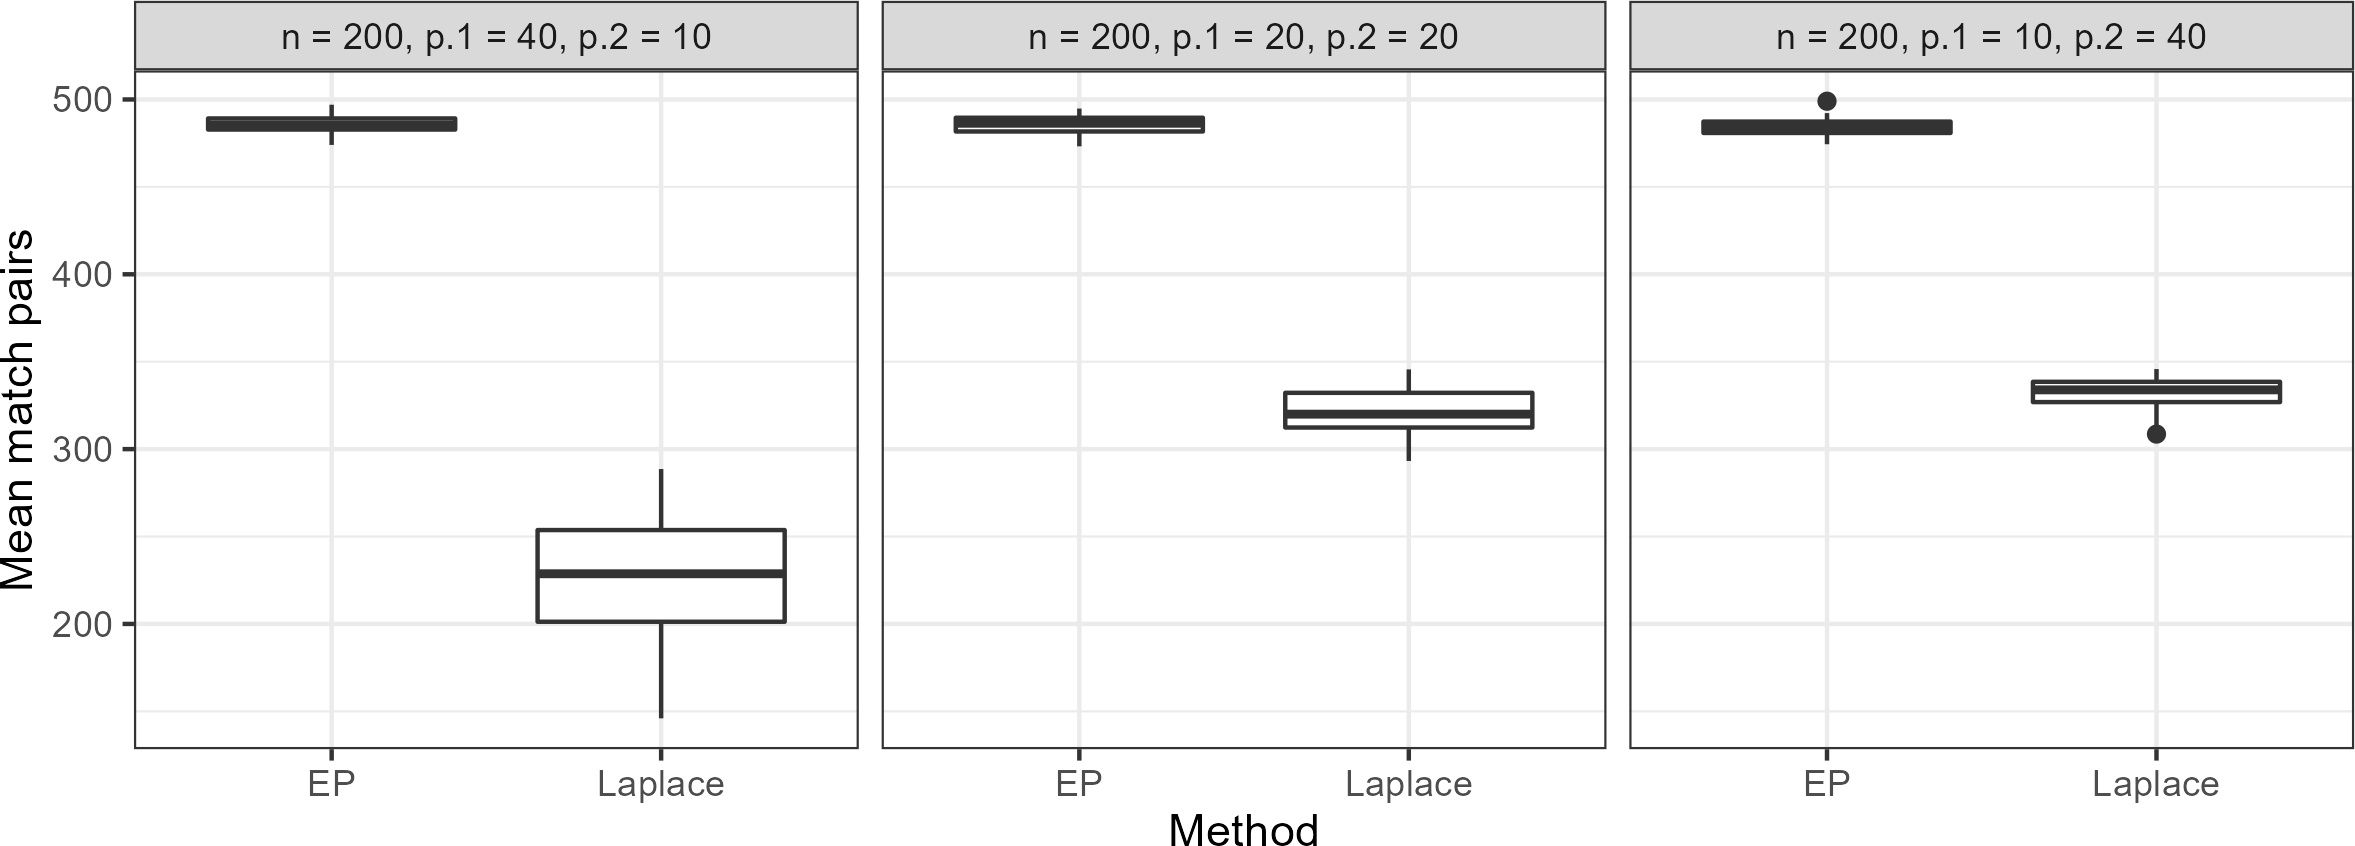 n = 200, p.1 = 40, p.2 = 10
n = 200, p.1 = 20, p.2 = 20
n = 200, p.1 = 10, p.2 = 40
Mean match pairs
500
400
300
200
EP
Laplace
EP
Laplace
EP
Laplace
Method